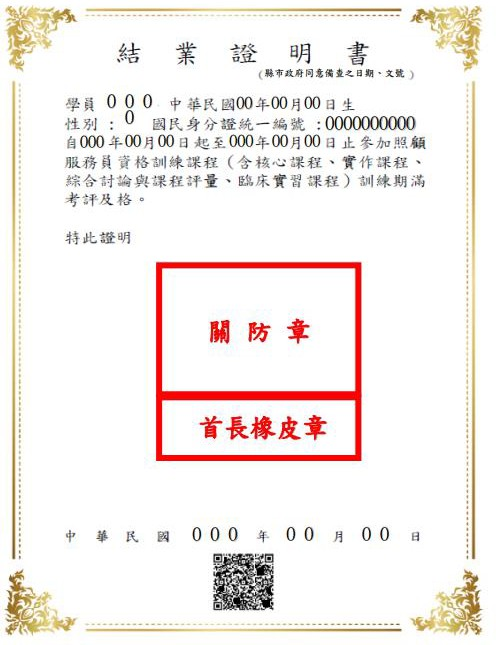 結業證明書
(縣市政府同意備查之日期、文號)
學員 000 中華民國00年00月00日生
性別：0 國民身分證統一編號：0000000000
自000年00月00日起至000年00月00日止參加照顧
服務員資格訓練課程（含核心課程、實作課程、
綜合討論與課程評量、臨床實習課程）訓練期滿
考評及格。
特此證明
關防章
首長橡皮章
中華民國 000 年 00 月 00 日